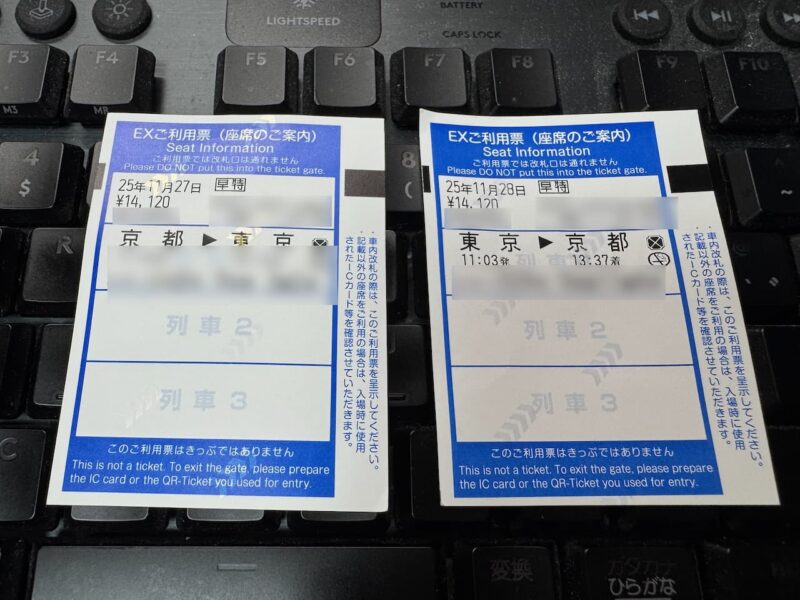 LIGHTSPEED
BATTERY
CAPS LOCK
F3
M3
F4
MR
F5
F6
F7
F8
F9
F10
4
$
8
(
R
C
変換
カタカナ
ひらがな
EXご利用票（座席のご案内）
Seat Information
ご利用票では改札口は通れません
Please DO NOT put this into the ticket gate.
25年11月27日 早特
¥14,120
京都▶東京
列車2
列車3
このご利用票はきっぷではありません
This is not a ticket. To exit the gate, please prepare
the IC card or the QR-Ticket you used for entry.
・車内改札の際は、このご利用票を呈示してください。
・記載以外の座席をご利用の場合は、入場時に使用
されたICカード等を確認させていただきます。
EXご利用票（座席のご案内）
Seat Information
ご利用票では改札口は通れません
Please DO NOT put this into the ticket gate.
25年11月28日 早特
¥14,120
東京▶京都
11:03発 13:37着
列車2
列車3
このご利用票はきっぷではありません
This is not a ticket. To exit the gate, please prepare
the IC card or the QR-Ticket you used for entry.
・車内改札の際は、このご利用票を呈示してください。
・記載以外の座席をご利用の場合は、入場時に使用
されたICカード等を確認させていただきます。